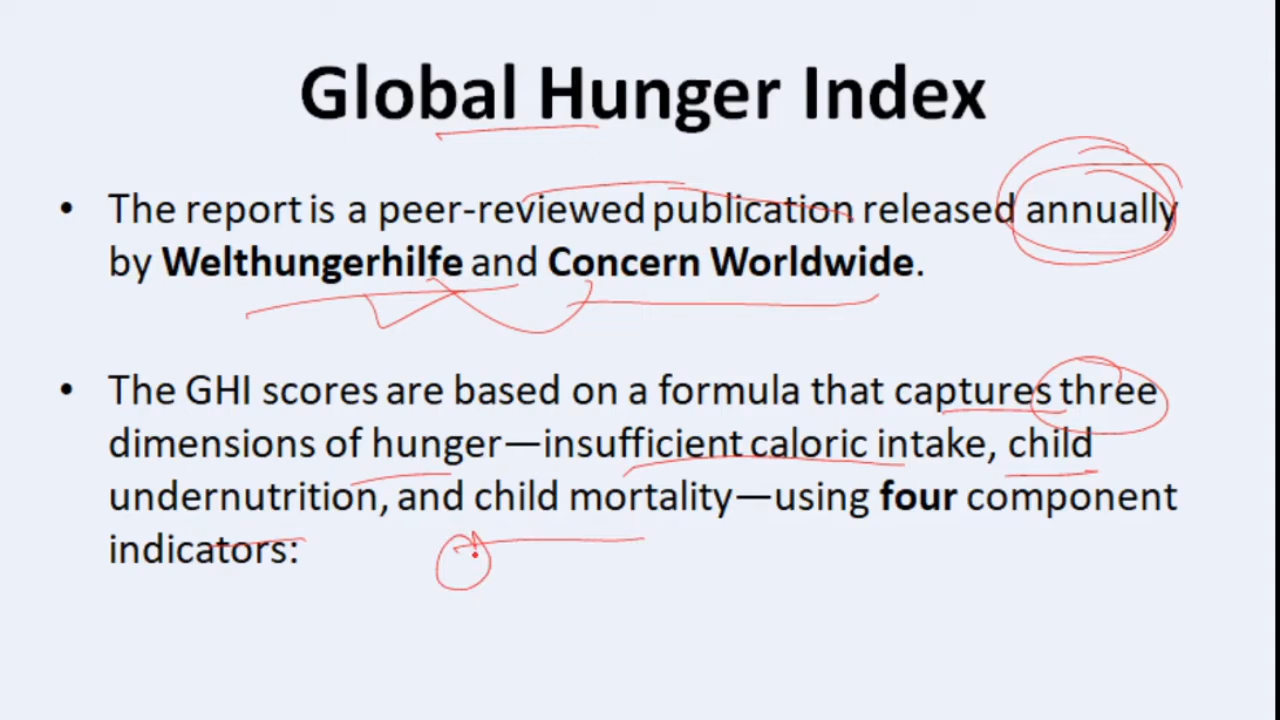 Global Hunger Index
• The report is a peer-reviewed publication released annually
by Welthungerhilfe and Concern Worldwide.
• The GHI scores are based on a formula that captures three
dimensions of hunger—insufficient caloric intake, child
undernutrition, and child mortality—using four component
indicators: